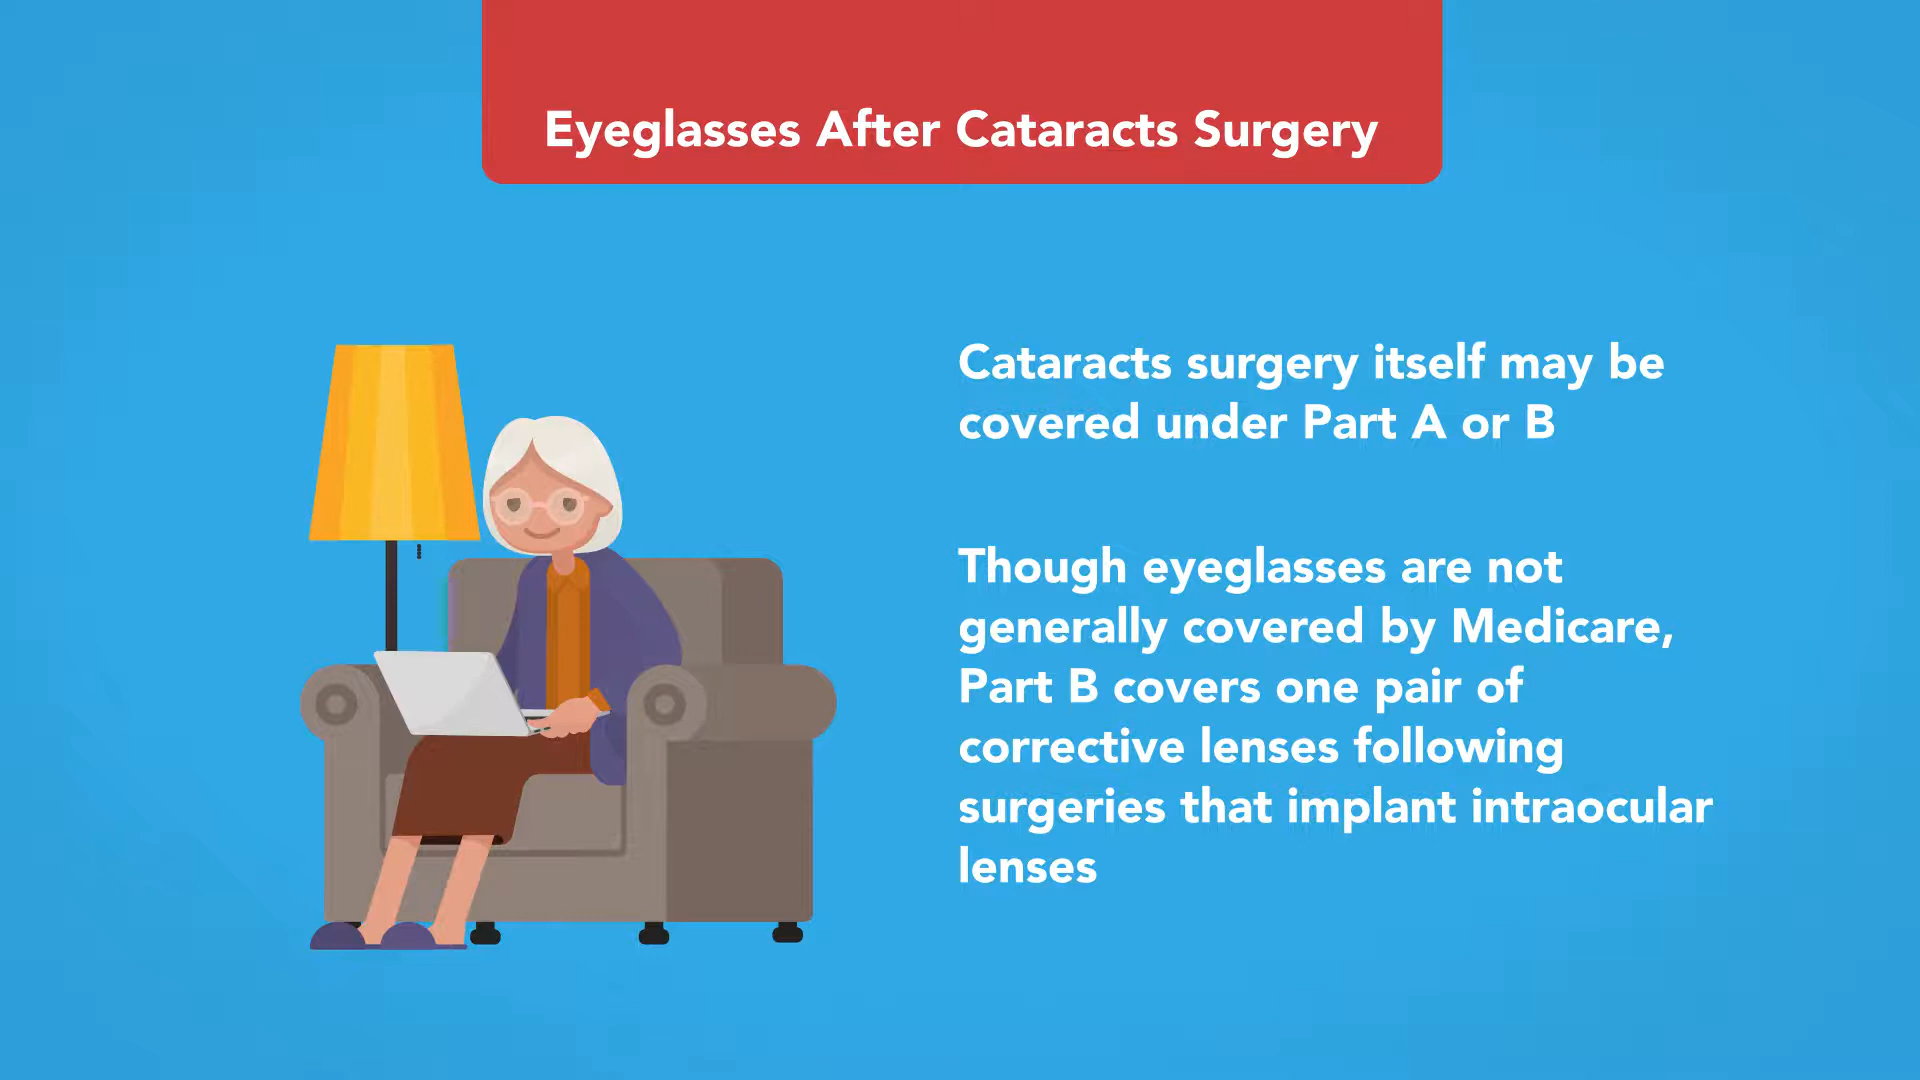 Eyeglasses After Cataracts Surgery
Cataracts surgery itself may be
covered under Part A or B
Though eyeglasses are not
generally covered by Medicare,
Part B covers one pair of
corrective lenses following
surgeries that implant intraocular
lenses